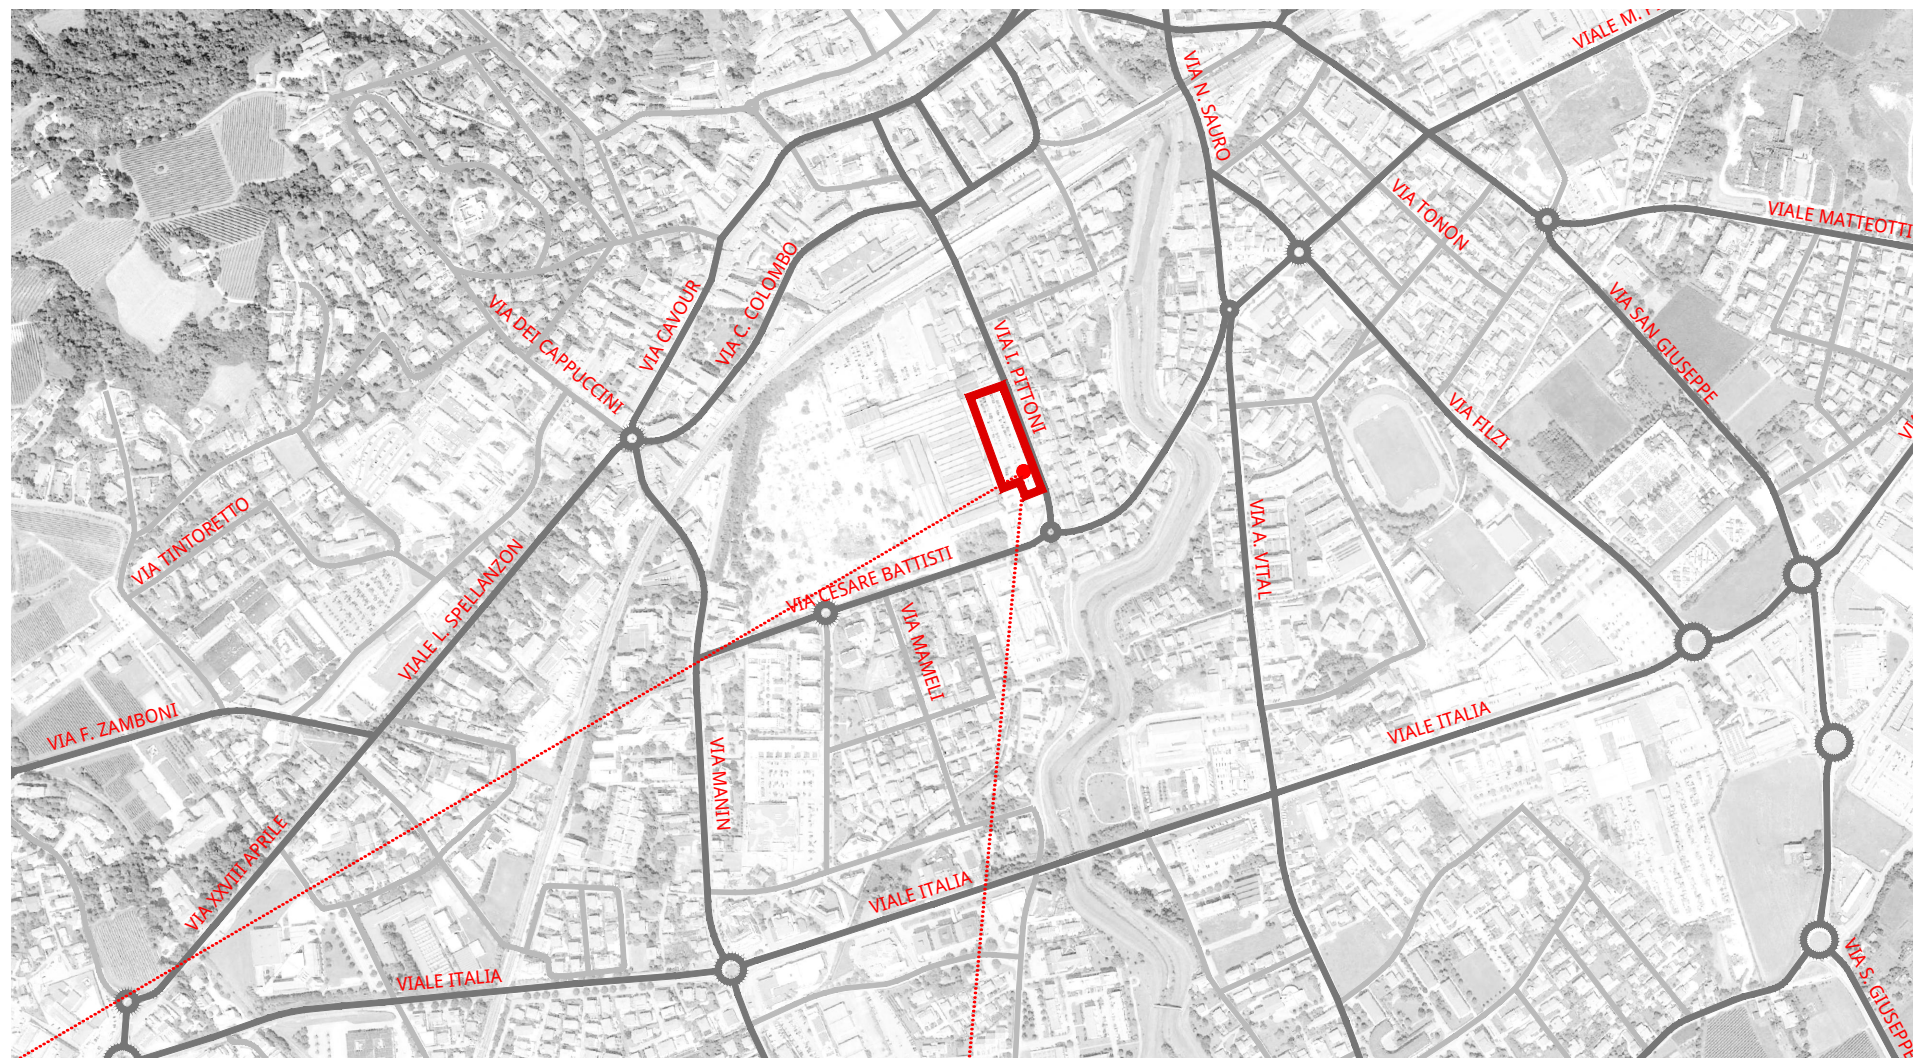 VIALE M.
VIA N. SAURO
VIA TONON
VIALE MATTEOTTI
VIA C. COLOMBO
VIA CAVOUR
VIA DEI CAPPUCCINI
VIA I. PITTONI
VIA SAN GIUSEPPE
VIA FILZI
VIA TINTORETTO
VIALE L. SPELLANZON
VIA CESARE BATTISTI
VIA A. VITAL
VIA MAMELI
VIA F. ZAMBONI
VIA MANIN
VIALE ITALIA
VIA XXVIII APRILE
VIALE ITALIA
VIALE ITALIA
VIA S. GIUSEPPE